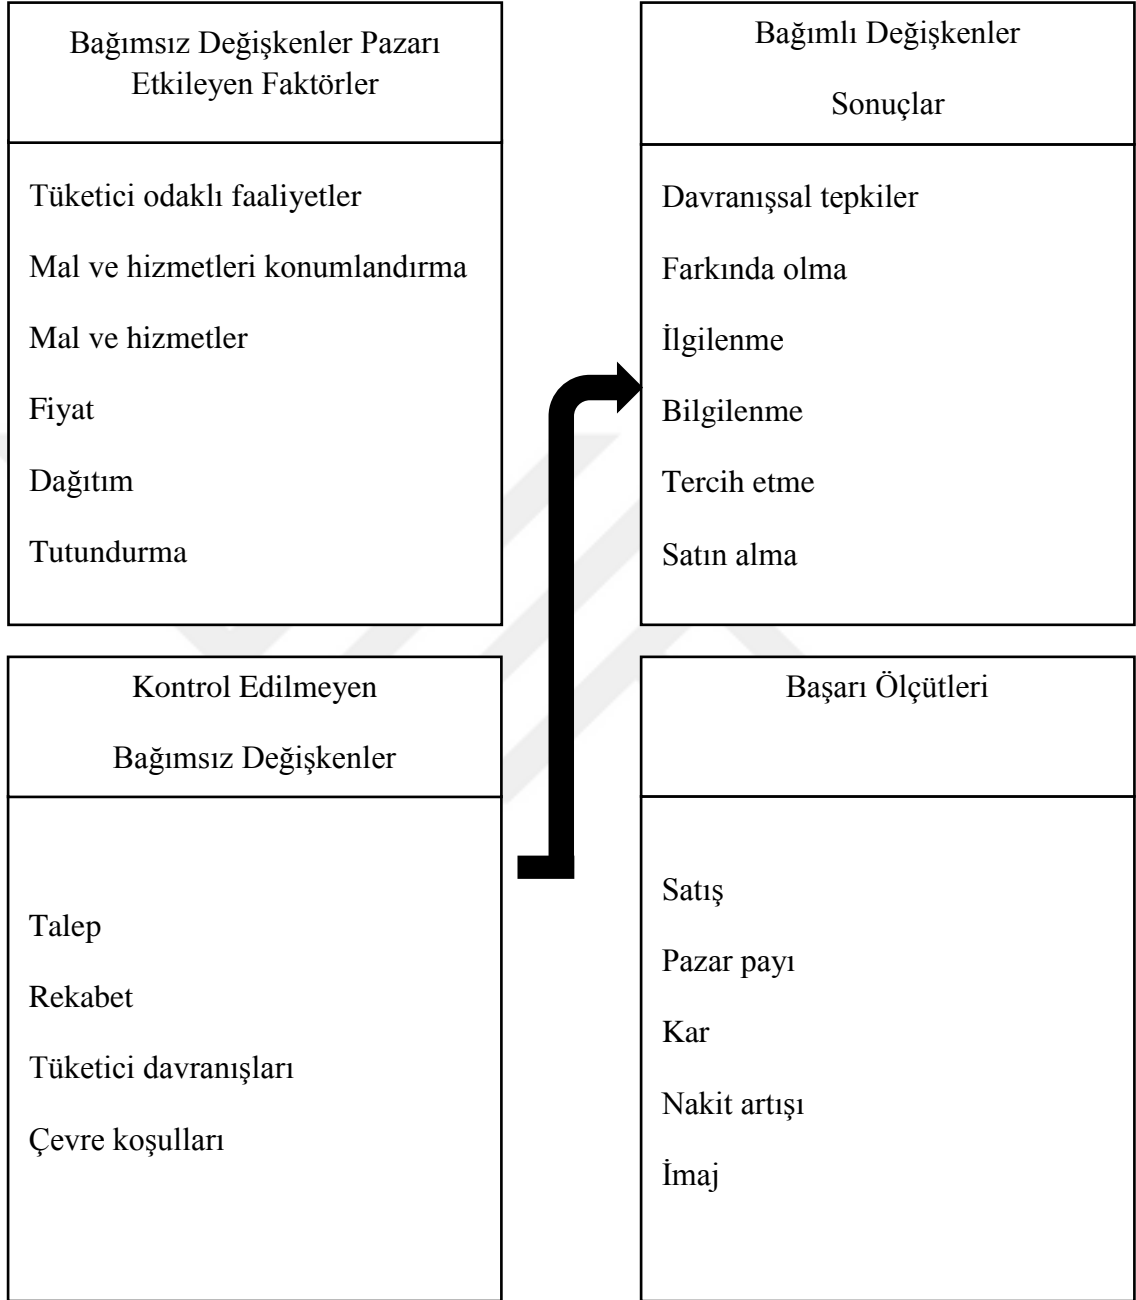 Bağımsız Değişkenler Pazarı
Etkileyen Faktörler
Tüketici odaklı faaliyetler
Mal ve hizmetleri konumlandırma
Mal ve hizmetler
Fiyat
Dağıtım
Tutundurma
Bağımlı Değişkenler
Sonuçlar
Davranışsal tepkiler
Farkında olma
İlgilenme
Bilgilenme
Tercih etme
Satın alma
Kontrol Edilmeyen
Bağımsız Değişkenler
Talep
Rekabet
Tüketici davranışları
Çevre koşulları
Başarı Ölçütleri
Satış
Pazar payı
Kar
Nakit artışı
İmaj